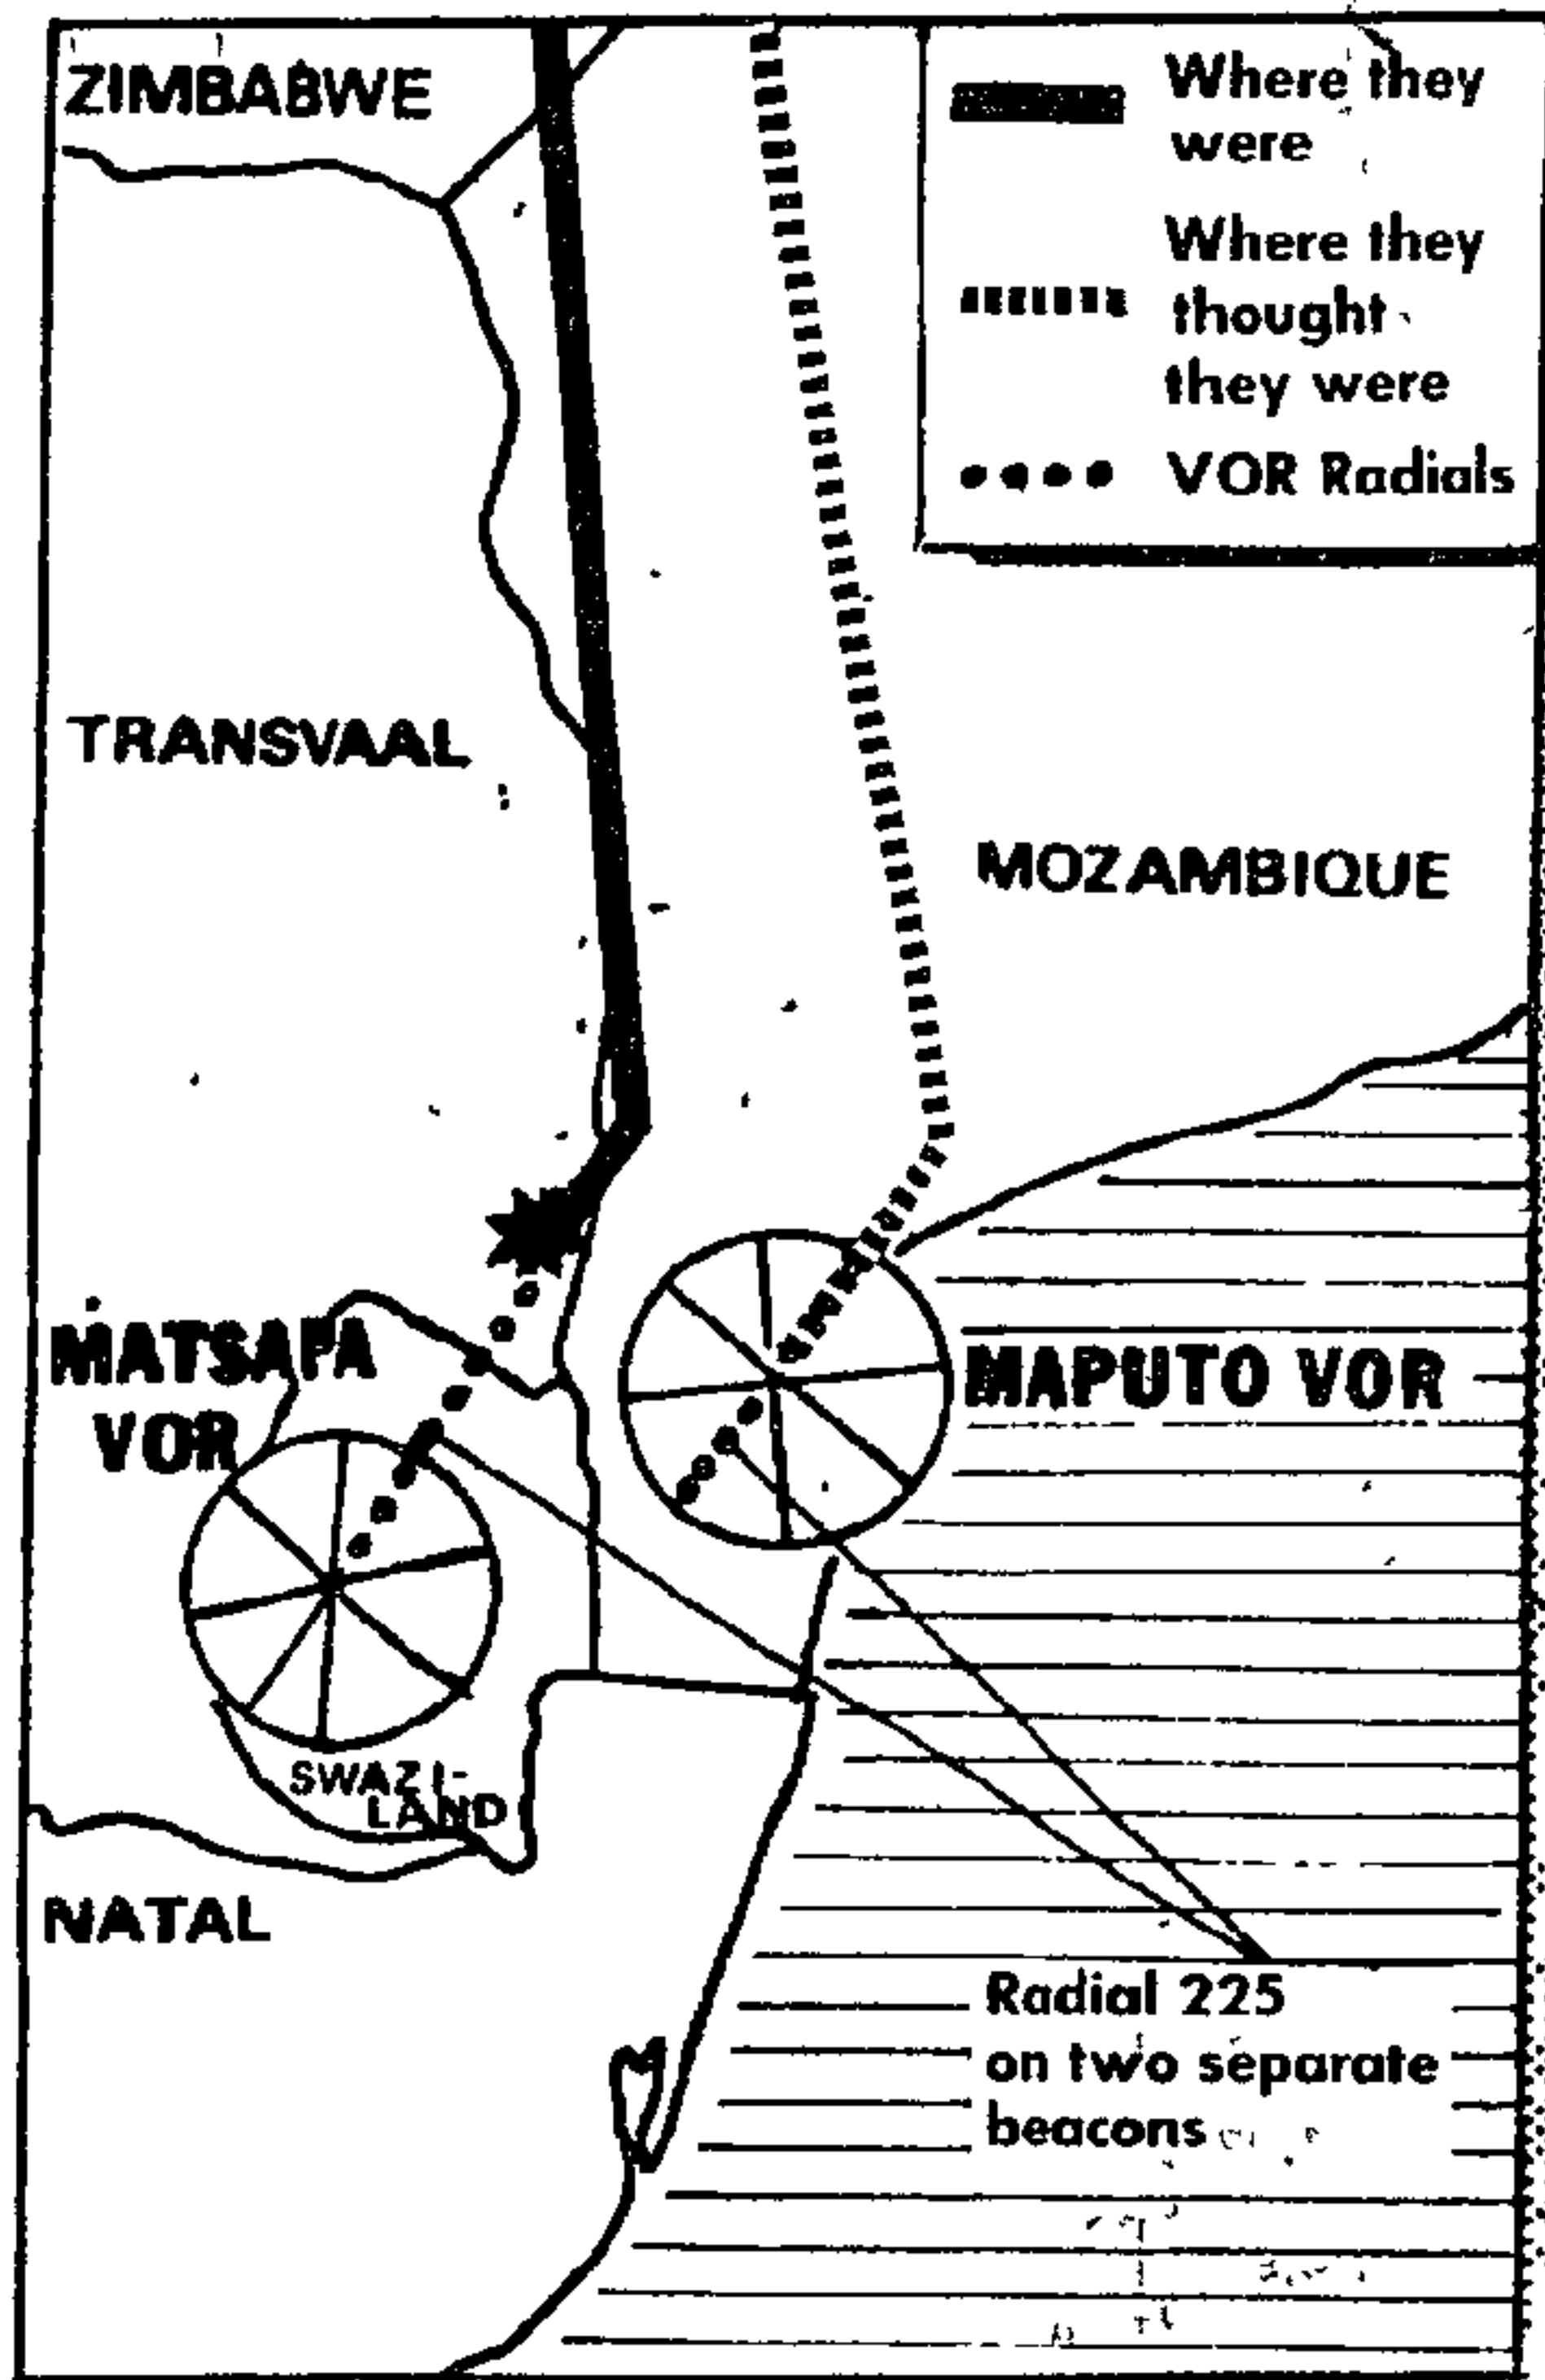 ZIMBABWE
Where they
were
Where they
thought
they were
VOR Radials
TRANSVAAL
MOZAMBIQUE
MATSAPA
VOR
MAPUTO VOR
SWAZI-
LAND
NATAL
Radial 225
on two separate
beacons